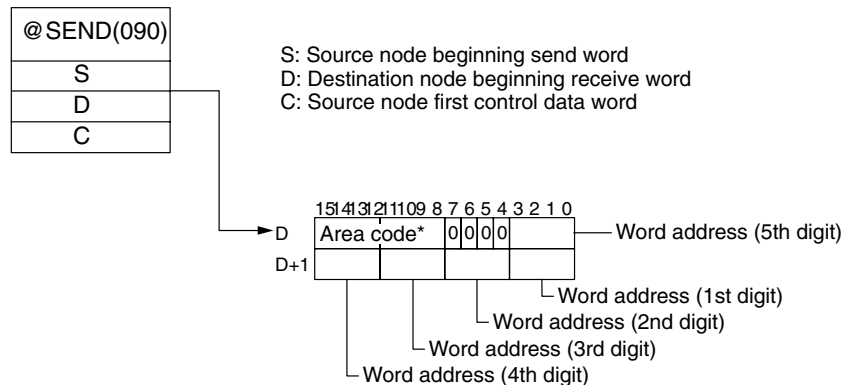 @SEND(090)
S
D
C
S: Source node beginning send word
D: Destination node beginning receive word
C: Source node first control data word
15 14 13 12 11 10 9 8 7 6 5 4 3 2 1 0
D Area code* 0 0 0 0 Word address (5th digit)
D+1
Word address (1st digit)
Word address (2nd digit)
Word address (3rd digit)
Word address (4th digit)